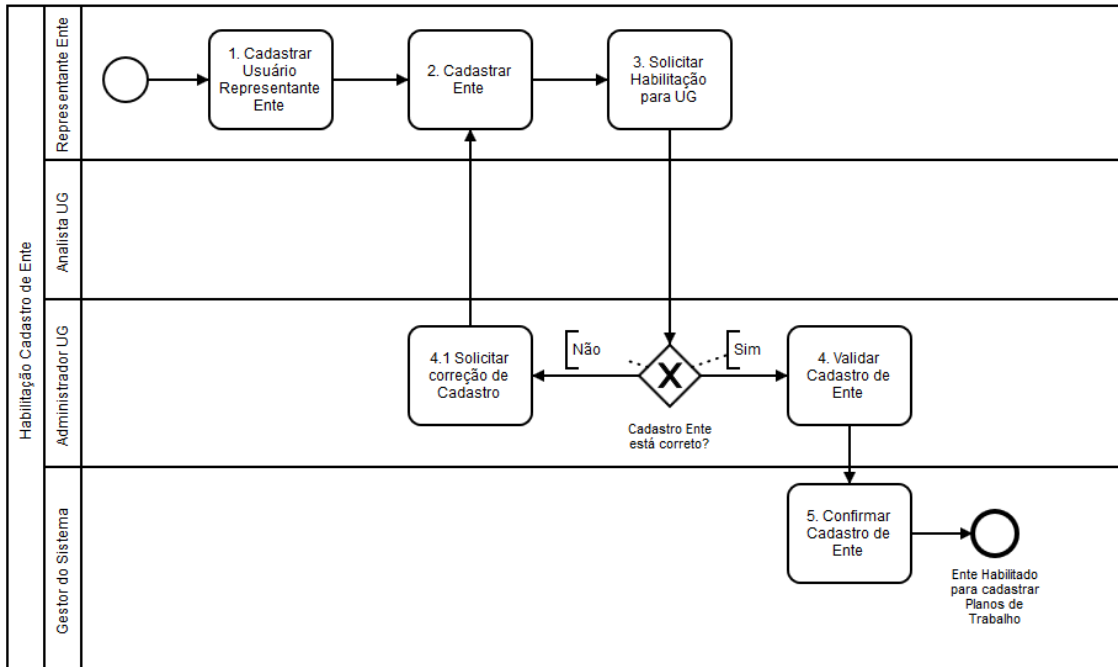 Habilitação Cadastro de Ente
Representante Ente
1. Cadastrar
Usuário
Representante
Ente
2. Cadastrar
Ente
3. Solicitar
Habilitação
para UG
Analista UG
Administrador UG
4.1 Solicitar
correção de
Cadastro
Não
X
Sim
Cadastro Ente
está correto?
4. Validar
Cadastro de
Ente
Gestor do Sistema
5. Confirmar
Cadastro de
Ente
Ente Habilitado
para cadastrar
Planos de
Trabalho